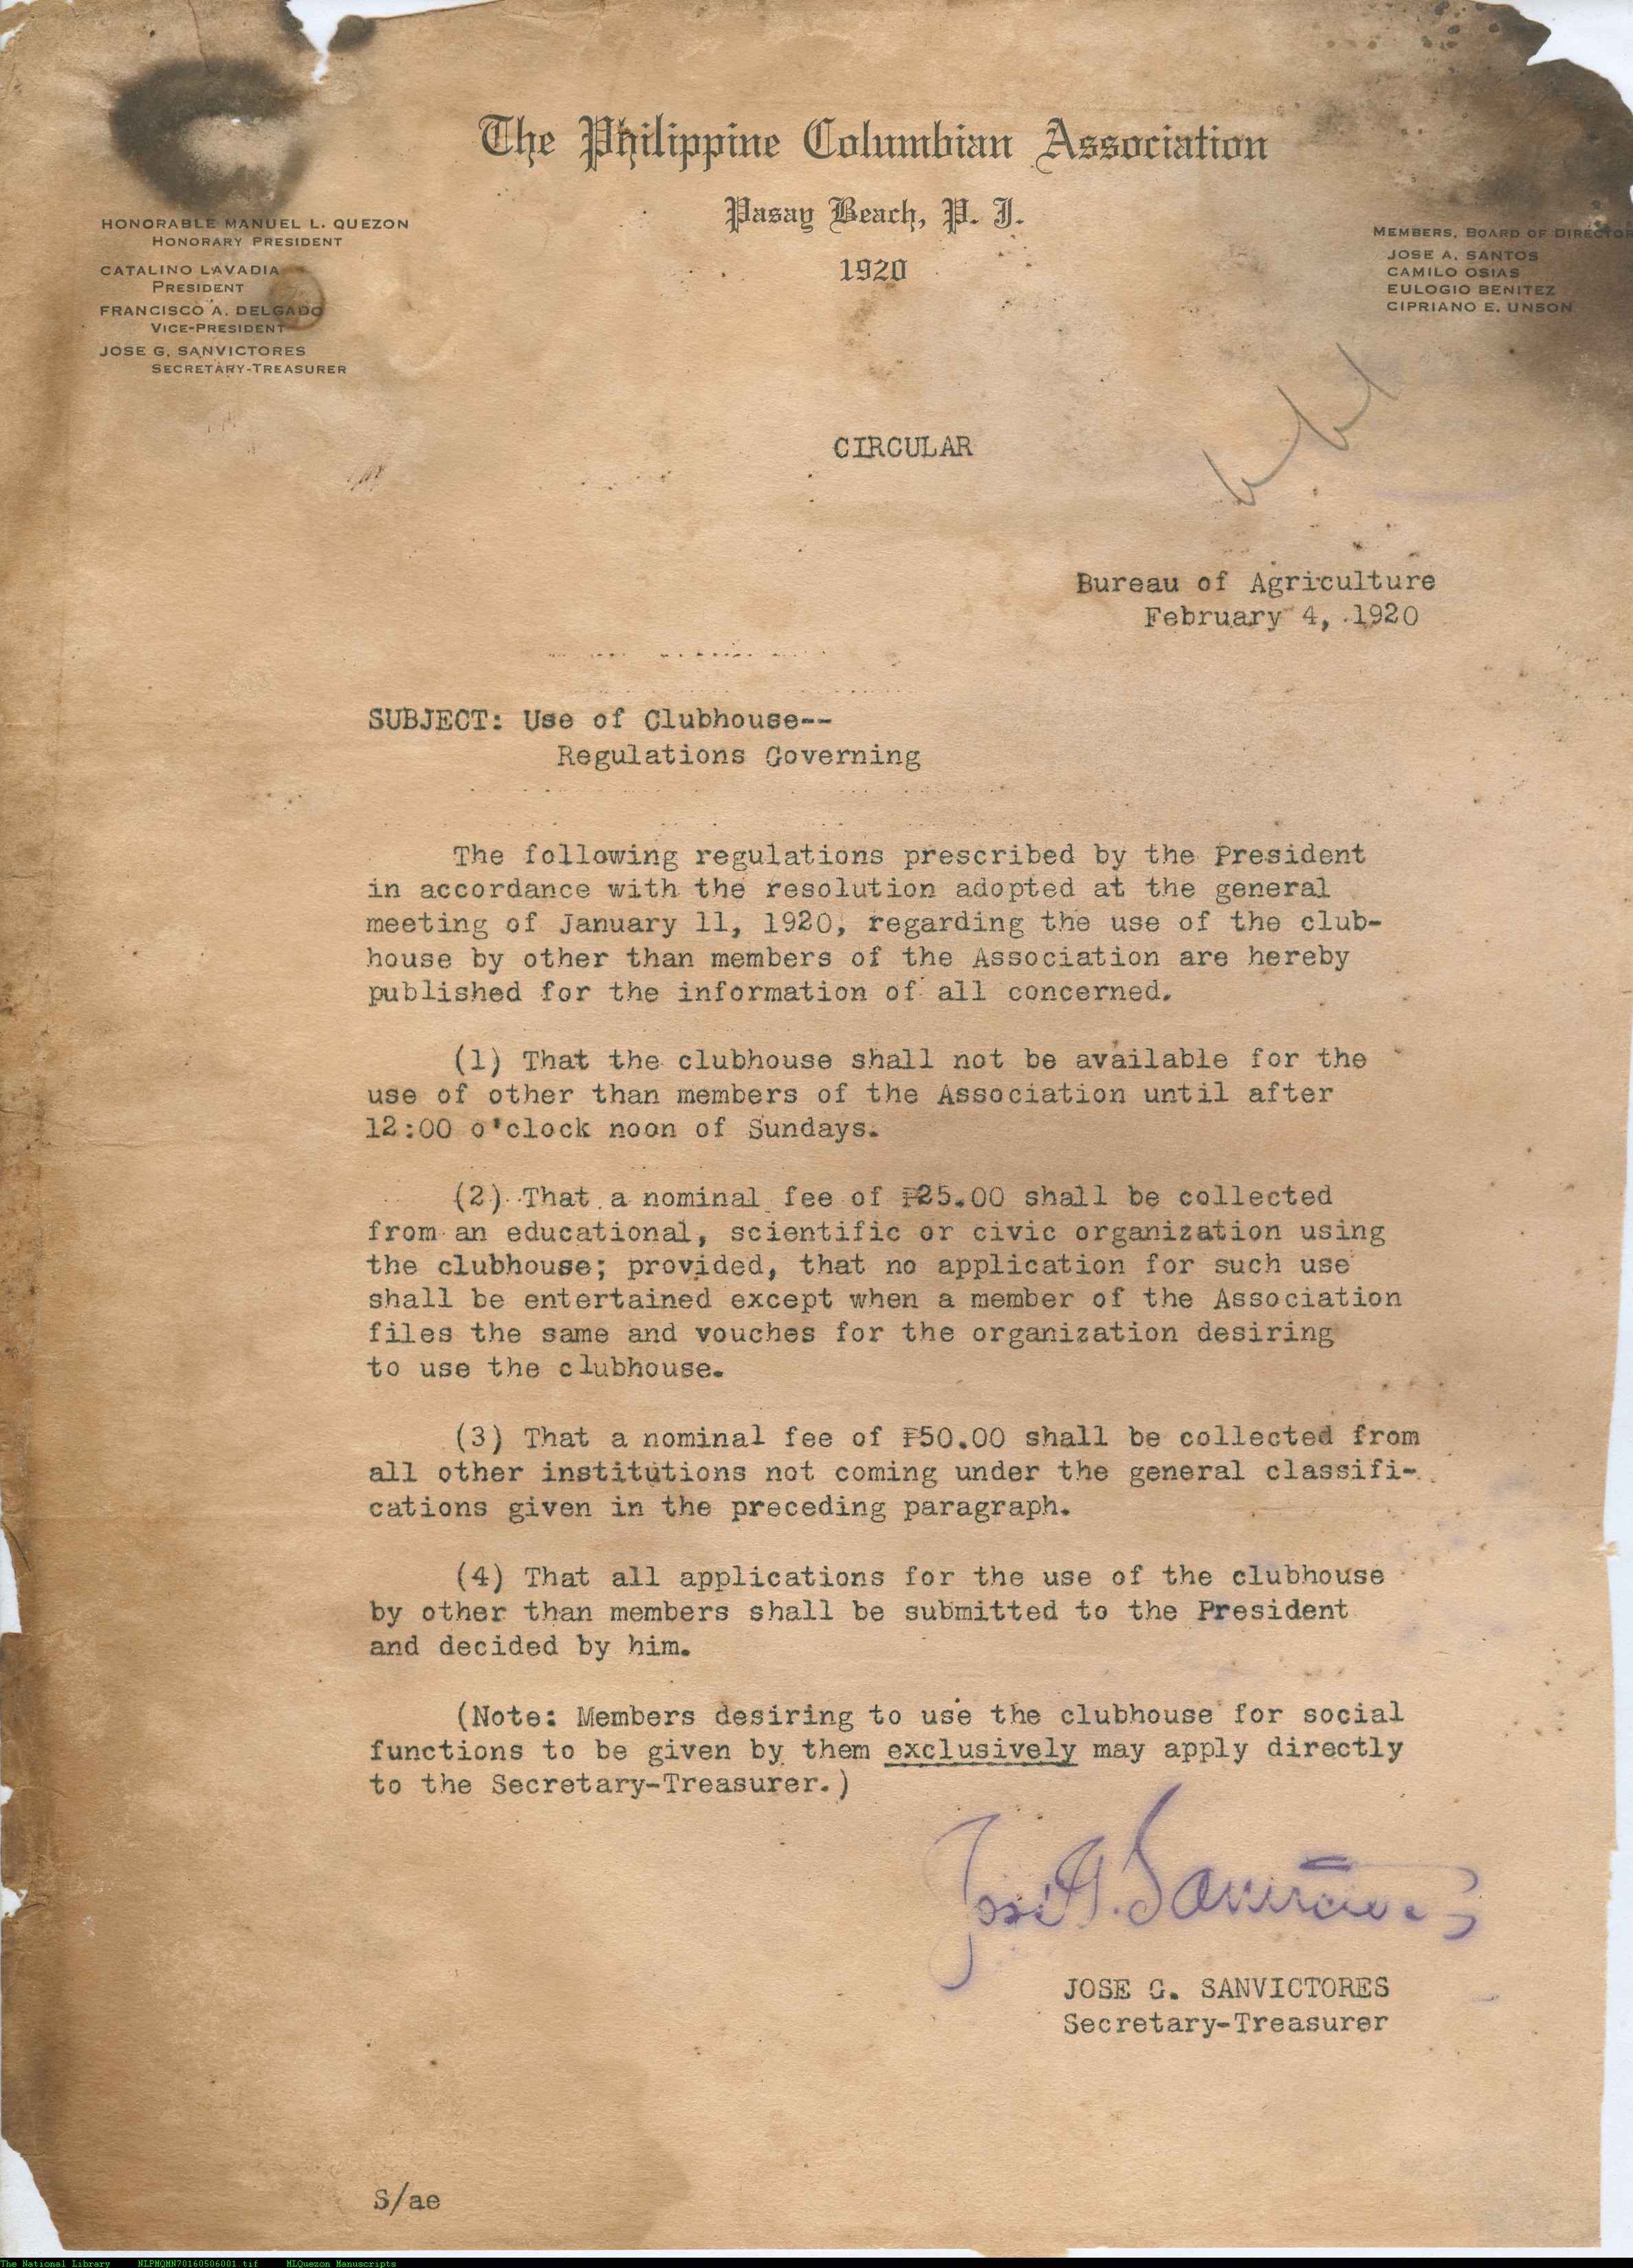 The Philippine Columbian Association
Pasay Beach, P. I.
1920
HONORABLE MANUEL L. QUEZON
HONORARY PRESIDENT
CATALINO LAVADIA
PRESIDENT
FRANCISCO A. DELGADO
VICE-PRESIDENT
JOSE G. SANVICTORES
SECRETARY-TREASURER
MEMBERS, BOARD OF DIRECTOR
JOSE A. SANTOS
CAMILO OSIAS
EULOGIO BENITEZ
CIPRIANO E. UNSON
CIRCULAR
Bureau of Agriculture
February 4, 1920
SUBJECT: Use of Clubhouse--
Regulations Governing
The following regulations prescribed by the President
in accordance with the resolution adopted at the general
meeting of January 11, 1920, regarding the use of the club-
house by other than members of the Association are hereby
published for the information of all concerned.
(1) That the clubhouse shall not be available for the
use of other than members of the Association until after
12:00 o'clock noon of Sundays.
(2) That a nominal fee of ₱25.00 shall be collected
from an educational, scientific or civic organization using
the clubhouse; provided, that no application for such use
shall be entertained except when a member of the Association
files the same and vouches for the organization desiring
to use the clubhouse.
(3) That a nominal fee of ₱50.00 shall be collected from
all other institutions not coming under the general classifi-
cations given in the preceding paragraph.
(4) That all applications for the use of the clubhouse
by other than members shall be submitted to the President
and decided by him.
(Note: Members desiring to use the clubhouse for social
functions to be given by them exclusively may apply directly
to the Secretary-Treasurer.)
José G. Sanvictores
JOSE G. SANVICTORES
Secretary-Treasurer
S/ae
The National Library NLPMQMN70160506001.tif MLQuezon Manuscripts